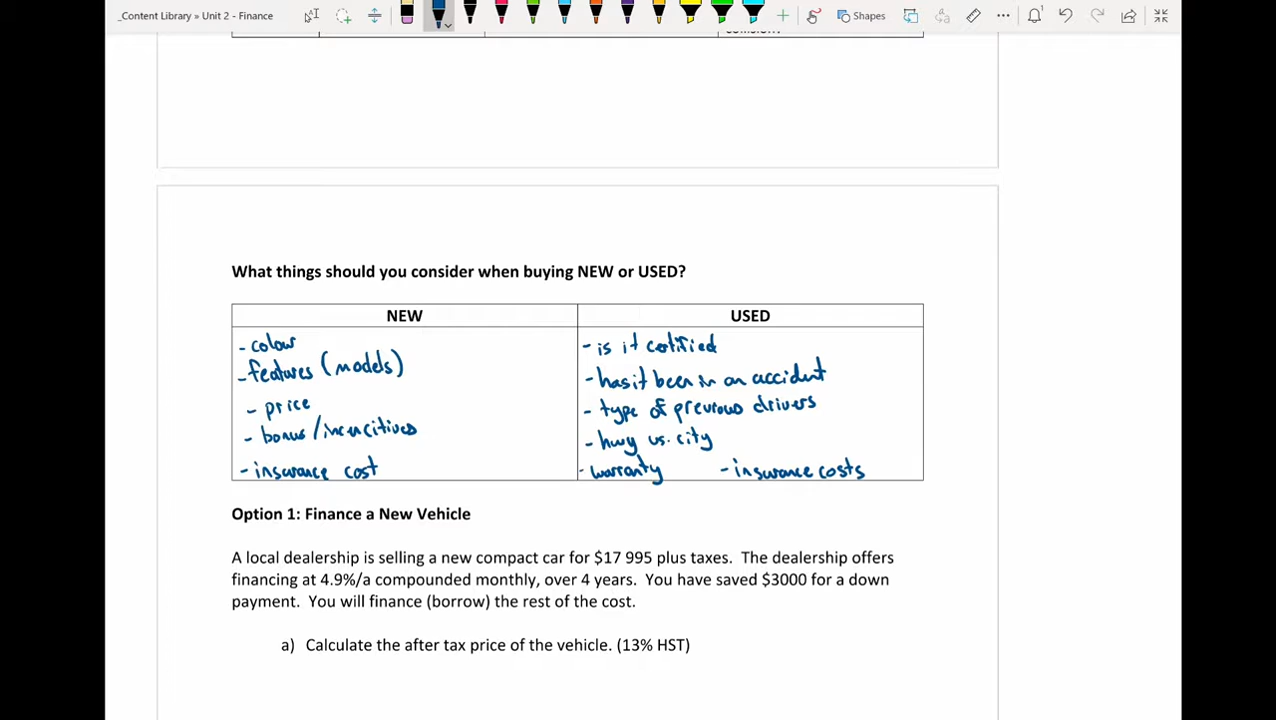 _Content Library » Unit 2 - Finance
Shapes
What things should you consider when buying NEW or USED?
NEW
USED
- colour
- features (models)
- price
- bonus/incencitives
- insurance cost
- is it certified
- has it been in an accident
- type of previous drivers
- hwy vs. city
- warranty - insurance costs
Option 1: Finance a New Vehicle
A local dealership is selling a new compact car for $17 995 plus taxes. The dealership offers
financing at 4.9%/a compounded monthly, over 4 years. You have saved $3000 for a down
payment. You will finance (borrow) the rest of the cost.
a) Calculate the after tax price of the vehicle. (13% HST)